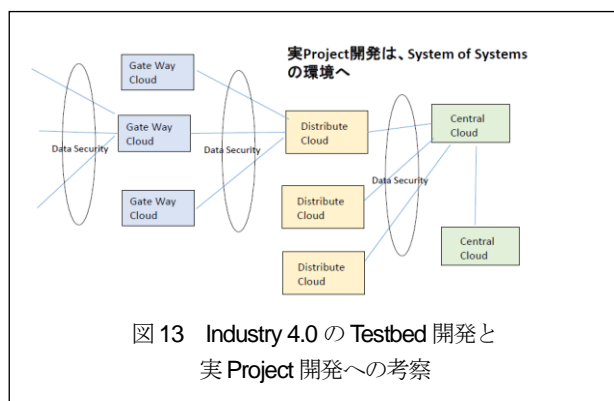 実Project開発は、System of Systems
の環境へ
Gate Way
Cloud
Gate Way
Cloud
Gate Way
Cloud
Data Security
Data Security
Distribute
Cloud
Distribute
Cloud
Distribute
Cloud
Data Security
Central
Cloud
Central
Cloud
図 13 Industry 4.0 の Testbed 開発と
実 Project 開発への考察